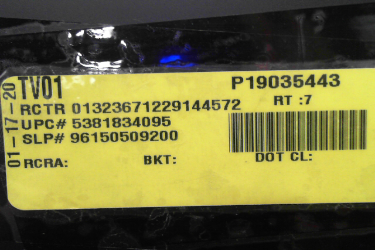 01-17-20
TV01 P19035443
RCTR 01323671229144572 RT :7
UPC# 5381834095
SLP# 96150509200
RCRA: BKT: DOT CL: